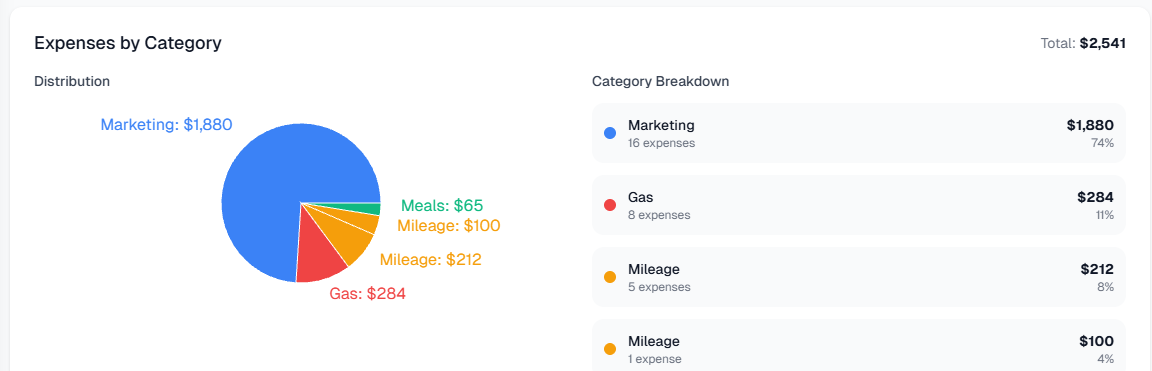 Expenses by Category
Total: $2,541
Distribution
Marketing: $1,880
Meals: $65
Mileage: $100
Mileage: $212
Gas: $284
Category Breakdown
Marketing
$1,880
16 expenses
74%
Gas
$284
8 expenses
11%
Mileage
$212
5 expenses
8%
Mileage
$100
1 expense
4%